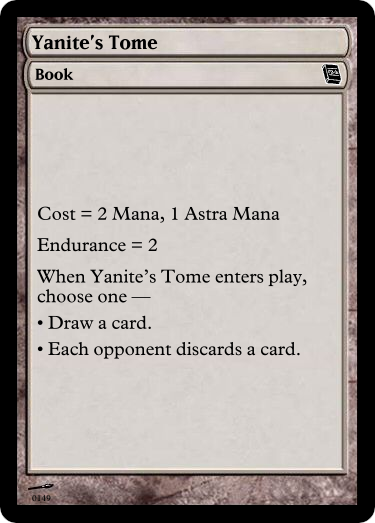 Yanite's Tome
Book
Cost = 2 Mana, 1 Astra Mana
Endurance = 2
When Yanite's Tome enters play,
choose one —
• Draw a card.
• Each opponent discards a card.
0149